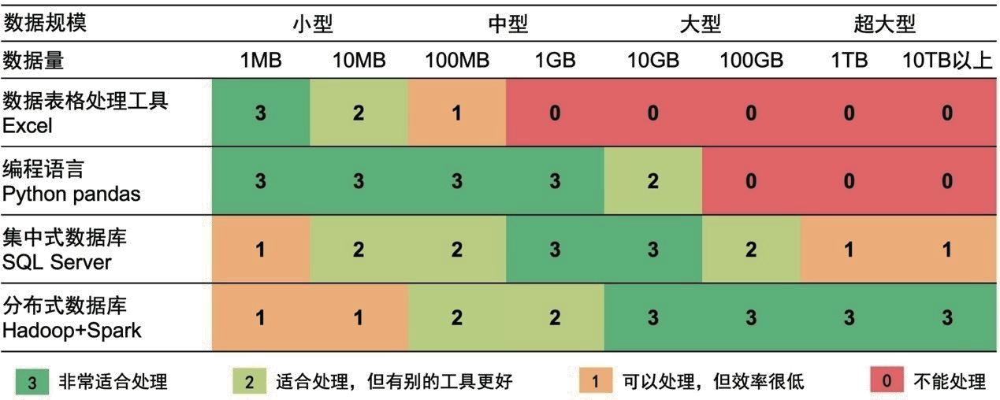 数据规模 小型 中型 大型 超大型
数据量 1MB 10MB 100MB 1GB 10GB 100GB 1TB 10TB以上
数据表格处理工具
Excel 3 2 1 0 0 0 0 0
编程语言
Python pandas 3 3 3 3 2 0 0 0
集中式数据库
SQL Server 1 2 2 3 3 2 1 1
分布式数据库
Hadoop+Spark 1 1 2 2 3 3 3 3
3 非常适合处理 2 适合处理，但有别的工具更好 1 可以处理，但效率很低 0 不能处理